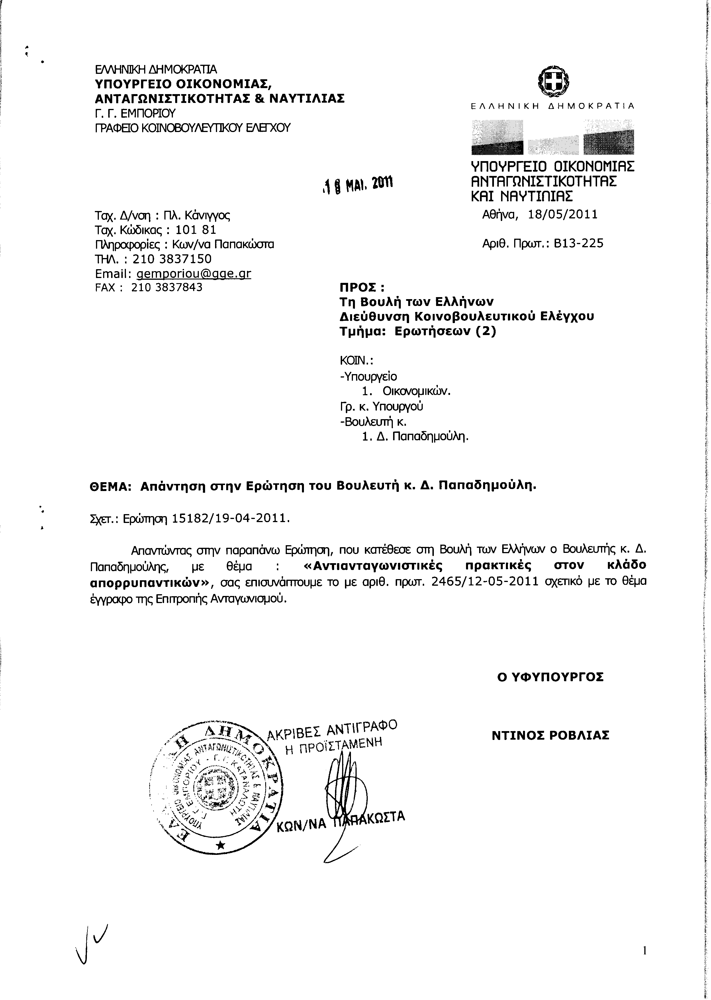 ΕΛΛΗΝΙΚΗ ΔΗΜΟΚΡΑΤΙΑ
ΥΠΟΥΡΓΕΙΟ ΟΙΚΟΝΟΜΙΑΣ,
ΑΝΤΑΓΩΝΙΣΤΙΚΟΤΗΤΑΣ & ΝΑΥΤΙΛΙΑΣ
Γ. Γ. ΕΜΠΟΡΙΟΥ
ΓΡΑΦΕΙΟ ΚΟΙΝΟΒΟΥΛΕΥΤΙΚΟΥ ΕΛΕΓΧΟΥ
ΕΛΛΗΝΙΚΗ ΔΗΜΟΚΡΑΤΙΑ
ΥΠΟΥΡΓΕΙΟ ΟΙΚΟΝΟΜΙΑΣ
ΑΝΤΑΓΩΝΙΣΤΙΚΟΤΗΤΑΣ
ΚΑΙ ΝΑΥΤΙΛΙΑΣ
18 ΜΑΙ. 2011
Ταχ. Δ/νση : Πλ. Κάνιγγος
Ταχ. Κώδικας : 101 81
Πληροφορίες : Κων/να Παπακώστα
ΤΗΛ. : 210 3837150
Email: gemporiou@gge.gr
FAX : 210 3837843
Αθήνα, 18/05/2011
Αριθ. Πρωτ.: Β13-225
ΠΡΟΣ :
Τη Βουλή των Ελλήνων
Διεύθυνση Κοινοβουλευτικού Ελέγχου
Τμήμα: Ερωτήσεων (2)
ΚΟΙΝ.:
-Υπουργείο
1. Οικονομικών.
Γρ. κ. Υπουργού
-Βουλευτή κ.
1. Δ. Παπαδημούλη.
ΘΕΜΑ: Απάντηση στην Ερώτηση του Βουλευτή κ. Δ. Παπαδημούλη.
Σχετ.: Ερώτηση 15182/19-04-2011.
Απαντώντας στην παραπάνω Ερώτηση, που κατέθεσε στη Βουλή των Ελλήνων ο Βουλευτής κ. Δ.
Παπαδημούλης, με θέμα : «Αντιανταγωνιστικές πρακτικές στον κλάδο
απορρυπαντικών», σας επισυνάπτουμε το με αριθ. πρωτ. 2465/12-05-2011 σχετικό με το θέμα
έγγραφο της Επιτροπής Ανταγωνισμού.
Ο ΥΦΥΠΟΥΡΓΟΣ
ΝΤΙΝΟΣ ΡΟΒΛΙΑΣ
ΑΚΡΙΒΕΣ ΑΝΤΙΓΡΑΦΟ
Η ΠΡΟΪΣΤΑΜΕΝΗ
ΚΩΝ/ΝΑ ΠΑΠΑΚΩΣΤΑ
ΔΗΜΟΚΡΑΤΙΑ
ΥΠΟΥΡΓΕΙΟ ΟΙΚΟΝΟΜΙΑΣ ΑΝΤΑΓΩΝΙΣΤΙΚΟΤΗΤΑΣ & ΝΑΥΤΙΛΙΑΣ
Γ. Γ. ΕΜΠΟΡΙΟΥ - Γ. Γ. ΚΑΤΑΝΑΛΩΤΗ
1